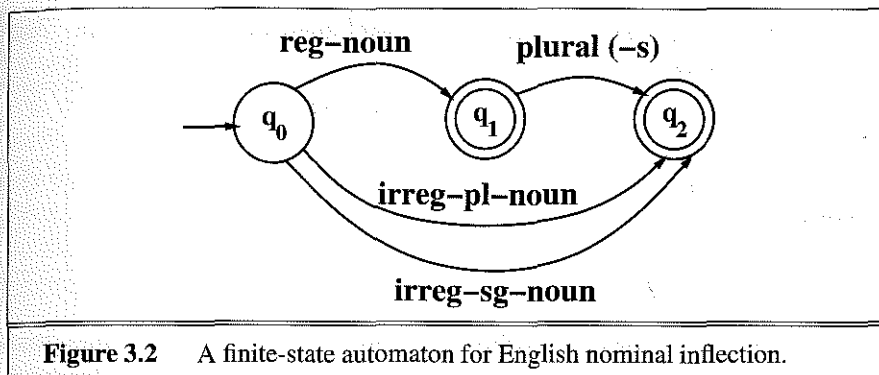 reg–noun
plural (–s)
q0
q1
q2
irreg–pl–noun
irreg–sg–noun
Figure 3.2 A finite-state automaton for English nominal inflection.